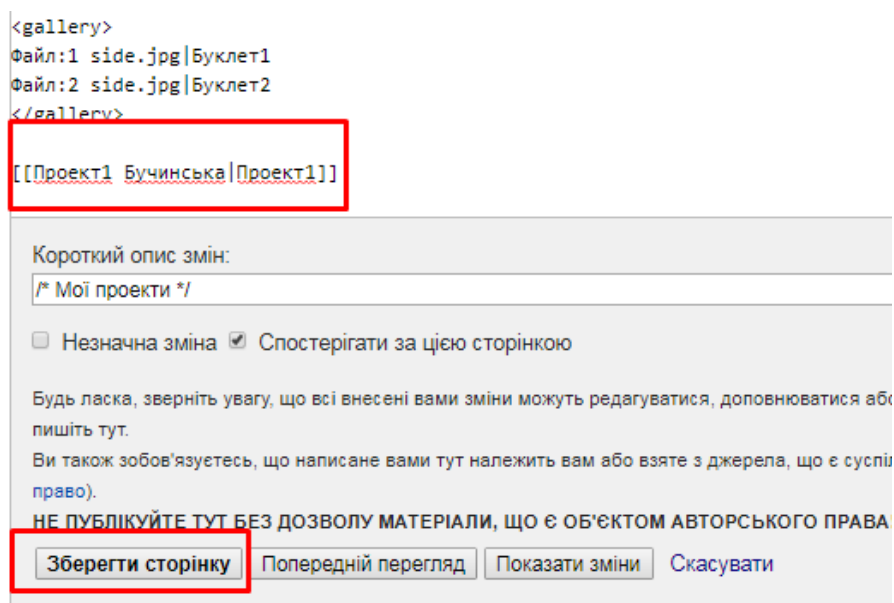 <gallery>
Файл:1 side.jpg|Буклет1
Файл:2 side.jpg|Буклет2
</gallery>
[[Проект1 Бучинська|Проект1]]
Короткий опис змін:
/* Мої проекти */
Незначна зміна Спостерігати за цією сторінкою
Будь ласка, зверніть увагу, що всі внесені вами зміни можуть редагуватися, доповнюватися або
пишіть тут.
Ви також зобов'язуєтесь, що написане вами тут належить вам або взяте з джерела, що є
право).
НЕ ПУБЛІКУЙТЕ ТУТ БЕЗ ДОЗВОЛУ МАТЕРІАЛИ, ЩО Є ОБ'ЄКТОМ АВТОРСЬКОГО ПРАВА
Зберегти сторінку Попередній перегляд Показати зміни Скасувати